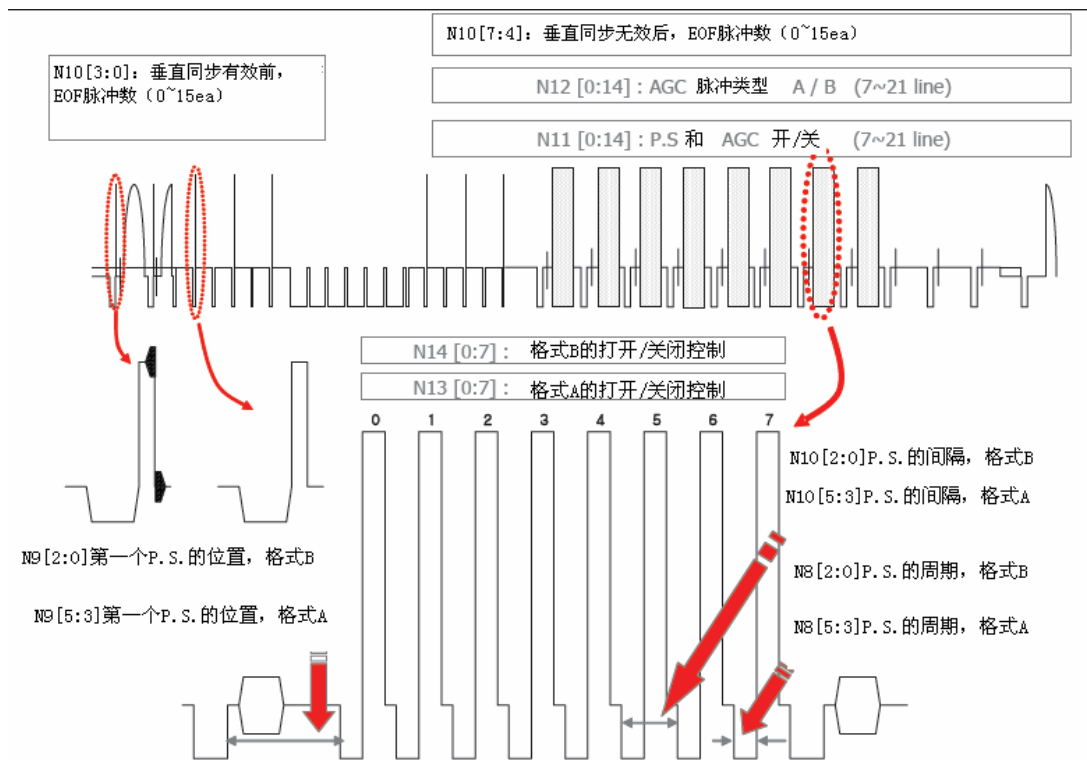 N10[7:4]: 垂直同步无效后, EOF脉冲数 (0~15ea)
N10[3:0]: 垂直同步有效前,
EOF脉冲数 (0~15ea)
N12 [0:14] : AGC 脉冲类型 A / B (7~21 line)
N11 [0:14] : P.S 和 AGC 开/关 (7~21 line)
N14 [0:7] : 格式B的打开/关闭控制
N13 [0:7] : 格式A的打开/关闭控制
0 1 2 3 4 5 6 7
N10[2:0]P.S.的间隔, 格式B
N10[5:3]P.S.的间隔, 格式A
N9[2:0]第一个P.S.的位置, 格式B
N8[2:0]P.S.的周期, 格式B
N9[5:3]第一个P.S.的位置, 格式A
N8[5:3]P.S.的周期, 格式A